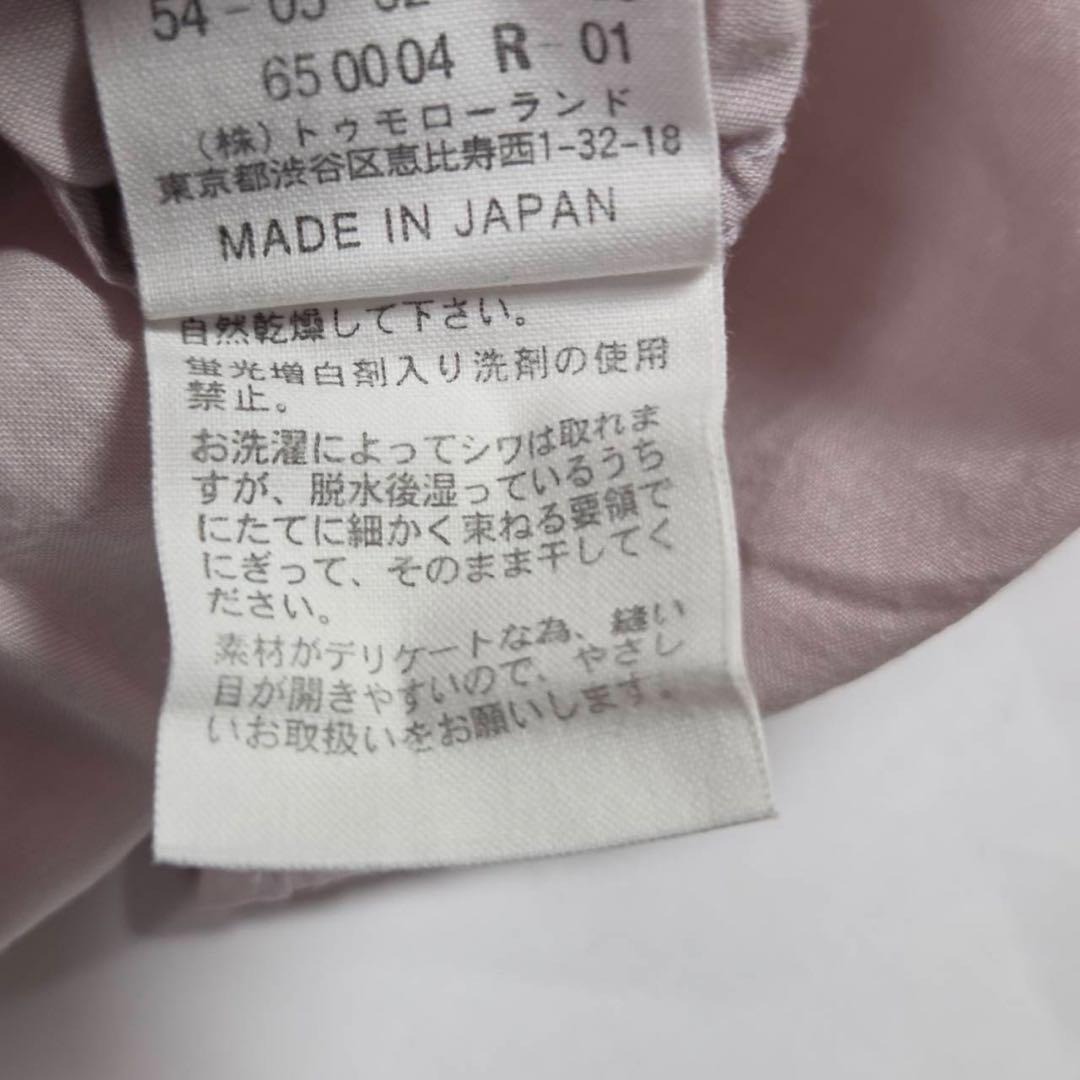 54-05-
650004 R-01
(株)トゥモローランド
東京都渋谷区恵比寿西1-32-18
MADE IN JAPAN
自然乾燥して下さい。
蛍光増白剤入り洗剤の使用
禁止。
お洗濯によってシワは取れま
すが、脱水後湿っているうち
にたてに細かく束ねる要領で
にぎって、そのまま干してく
ださい。
素材がデリケートな為、縫い
目が開きやすいので、やさし
いお取扱いをお願いします。